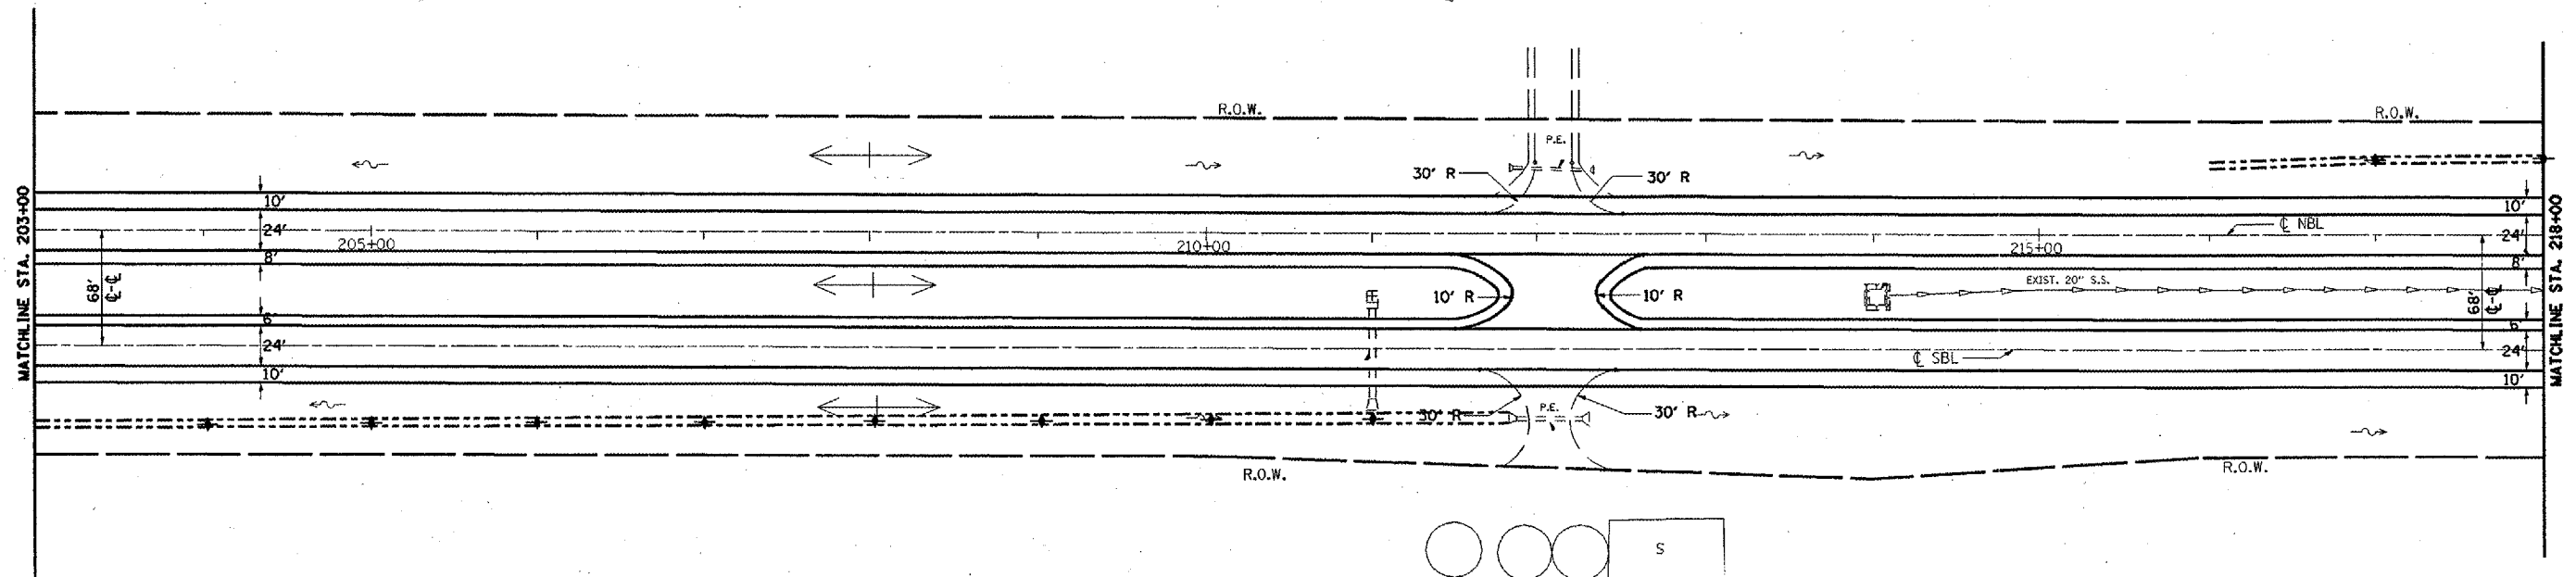 R.O.W.
R.O.W.
P.E.
30' R
30' R
MATCHLINE STA. 203+00
MATCHLINE STA. 218+00
10'
10'
24'
℄ NBL
24'
205+00
210+00
215+00
8'
8'
68'
℄-℄
10' R
10' R
EXIST. 20" S.S.
68'
℄-℄
6'
6'
24'
℄ SBL
24'
10'
10'
30' R
P.E.
30' R
R.O.W.
R.O.W.
S